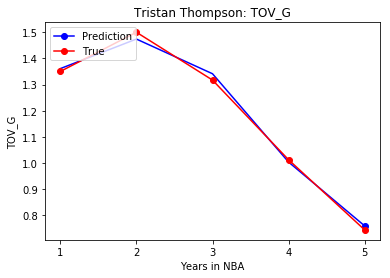 Tristan Thompson: TOV_G
Prediction
True
1.5
1.4
1.3
1.2
1.1
1.0
0.9
0.8
TOV_G
1 2 3 4 5
Years in NBA